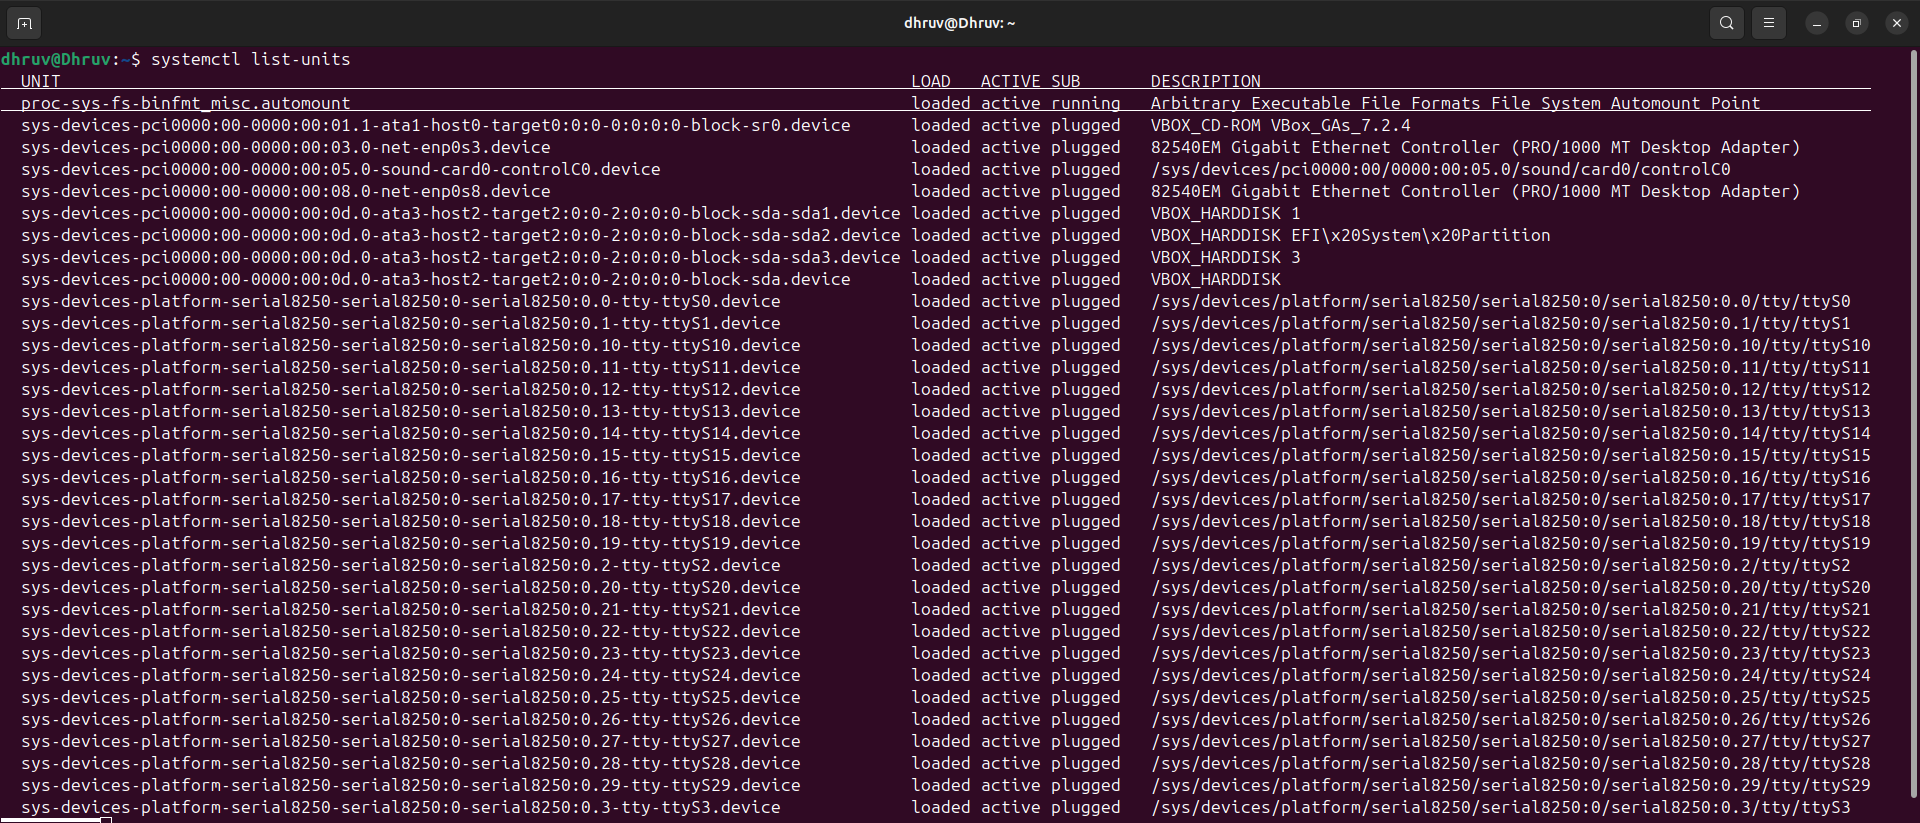 dhruv@Dhruv: ~
dhruv@Dhruv:~$ systemctl list-units
UNIT LOAD ACTIVE SUB DESCRIPTION
proc-sys-fs-binfmt_misc.automount loaded active running Arbitrary Executable File Formats File System Automount Point
sys-devices-pci0000:00-0000:00:01.1-ata1-host0-target0:0:0-0:0:0:0-block-sr0.device loaded active plugged VBOX_CD-ROM VBox_GAs_7.2.4
sys-devices-pci0000:00-0000:00:03.0-net-enp0s3.device loaded active plugged 82540EM Gigabit Ethernet Controller (PRO/1000 MT Desktop Adapter)
sys-devices-pci0000:00-0000:00:05.0-sound-card0-controlC0.device loaded active plugged /sys/devices/pci0000:00/0000:00:05.0/sound/card0/controlC0
sys-devices-pci0000:00-0000:00:08.0-net-enp0s8.device loaded active plugged 82540EM Gigabit Ethernet Controller (PRO/1000 MT Desktop Adapter)
sys-devices-pci0000:00-0000:00:0d.0-ata3-host2-target2:0:0-2:0:0:0-block-sda-sda1.device loaded active plugged VBOX_HARDDISK 1
sys-devices-pci0000:00-0000:00:0d.0-ata3-host2-target2:0:0-2:0:0:0-block-sda-sda2.device loaded active plugged VBOX_HARDDISK EFI\x20System\x20Partition
sys-devices-pci0000:00-0000:00:0d.0-ata3-host2-target2:0:0-2:0:0:0-block-sda-sda3.device loaded active plugged VBOX_HARDDISK 3
sys-devices-pci0000:00-0000:00:0d.0-ata3-host2-target2:0:0-2:0:0:0-block-sda.device loaded active plugged VBOX_HARDDISK
sys-devices-platform-serial8250-serial8250:0-serial8250:0.0-tty-ttyS0.device loaded active plugged /sys/devices/platform/serial8250/serial8250:0/serial8250:0.0/tty/ttyS0
sys-devices-platform-serial8250-serial8250:0-serial8250:0.1-tty-ttyS1.device loaded active plugged /sys/devices/platform/serial8250/serial8250:0/serial8250:0.1/tty/ttyS1
sys-devices-platform-serial8250-serial8250:0-serial8250:0.10-tty-ttyS10.device loaded active plugged /sys/devices/platform/serial8250/serial8250:0/serial8250:0.10/tty/ttyS10
sys-devices-platform-serial8250-serial8250:0-serial8250:0.11-tty-ttyS11.device loaded active plugged /sys/devices/platform/serial8250/serial8250:0/serial8250:0.11/tty/ttyS11
sys-devices-platform-serial8250-serial8250:0-serial8250:0.12-tty-ttyS12.device loaded active plugged /sys/devices/platform/serial8250/serial8250:0/serial8250:0.12/tty/ttyS12
sys-devices-platform-serial8250-serial8250:0-serial8250:0.13-tty-ttyS13.device loaded active plugged /sys/devices/platform/serial8250/serial8250:0/serial8250:0.13/tty/ttyS13
sys-devices-platform-serial8250-serial8250:0-serial8250:0.14-tty-ttyS14.device loaded active plugged /sys/devices/platform/serial8250/serial8250:0/serial8250:0.14/tty/ttyS14
sys-devices-platform-serial8250-serial8250:0-serial8250:0.15-tty-ttyS15.device loaded active plugged /sys/devices/platform/serial8250/serial8250:0/serial8250:0.15/tty/ttyS15
sys-devices-platform-serial8250-serial8250:0-serial8250:0.16-tty-ttyS16.device loaded active plugged /sys/devices/platform/serial8250/serial8250:0/serial8250:0.16/tty/ttyS16
sys-devices-platform-serial8250-serial8250:0-serial8250:0.17-tty-ttyS17.device loaded active plugged /sys/devices/platform/serial8250/serial8250:0/serial8250:0.17/tty/ttyS17
sys-devices-platform-serial8250-serial8250:0-serial8250:0.18-tty-ttyS18.device loaded active plugged /sys/devices/platform/serial8250/serial8250:0/serial8250:0.18/tty/ttyS18
sys-devices-platform-serial8250-serial8250:0-serial8250:0.19-tty-ttyS19.device loaded active plugged /sys/devices/platform/serial8250/serial8250:0/serial8250:0.19/tty/ttyS19
sys-devices-platform-serial8250-serial8250:0-serial8250:0.2-tty-ttyS2.device loaded active plugged /sys/devices/platform/serial8250/serial8250:0/serial8250:0.2/tty/ttyS2
sys-devices-platform-serial8250-serial8250:0-serial8250:0.20-tty-ttyS20.device loaded active plugged /sys/devices/platform/serial8250/serial8250:0/serial8250:0.20/tty/ttyS20
sys-devices-platform-serial8250-serial8250:0-serial8250:0.21-tty-ttyS21.device loaded active plugged /sys/devices/platform/serial8250/serial8250:0/serial8250:0.21/tty/ttyS21
sys-devices-platform-serial8250-serial8250:0-serial8250:0.22-tty-ttyS22.device loaded active plugged /sys/devices/platform/serial8250/serial8250:0/serial8250:0.22/tty/ttyS22
sys-devices-platform-serial8250-serial8250:0-serial8250:0.23-tty-ttyS23.device loaded active plugged /sys/devices/platform/serial8250/serial8250:0/serial8250:0.23/tty/ttyS23
sys-devices-platform-serial8250-serial8250:0-serial8250:0.24-tty-ttyS24.device loaded active plugged /sys/devices/platform/serial8250/serial8250:0/serial8250:0.24/tty/ttyS24
sys-devices-platform-serial8250-serial8250:0-serial8250:0.25-tty-ttyS25.device loaded active plugged /sys/devices/platform/serial8250/serial8250:0/serial8250:0.25/tty/ttyS25
sys-devices-platform-serial8250-serial8250:0-serial8250:0.26-tty-ttyS26.device loaded active plugged /sys/devices/platform/serial8250/serial8250:0/serial8250:0.26/tty/ttyS26
sys-devices-platform-serial8250-serial8250:0-serial8250:0.27-tty-ttyS27.device loaded active plugged /sys/devices/platform/serial8250/serial8250:0/serial8250:0.27/tty/ttyS27
sys-devices-platform-serial8250-serial8250:0-serial8250:0.28-tty-ttyS28.device loaded active plugged /sys/devices/platform/serial8250/serial8250:0/serial8250:0.28/tty/ttyS28
sys-devices-platform-serial8250-serial8250:0-serial8250:0.29-tty-ttyS29.device loaded active plugged /sys/devices/platform/serial8250/serial8250:0/serial8250:0.29/tty/ttyS29
sys-devices-platform-serial8250-serial8250:0-serial8250:0.3-tty-ttyS3.device loaded active plugged /sys/devices/platform/serial8250/serial8250:0/serial8250:0.3/tty/ttyS3